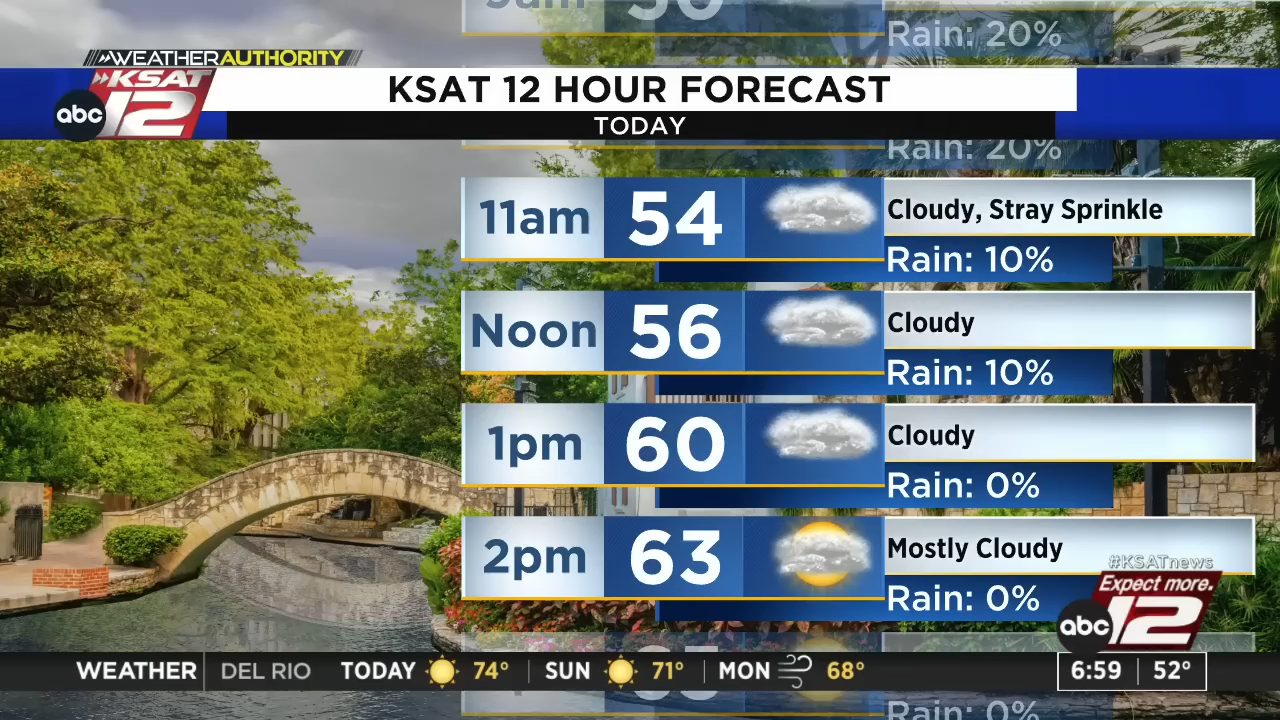 Rain: 20%
WEATHERAUTHORITY
KSAT
abc
12
KSAT 12 HOUR FORECAST
TODAY
Rain: 20%
11am 54 Cloudy, Stray Sprinkle
Rain: 10%
Noon 56 Cloudy
Rain: 10%
1pm 60 Cloudy
Rain: 0%
2pm 63 Mostly Cloudy
Rain: 0%
#KSATnews
Expect more.
abc 12
WEATHER DEL RIO TODAY 74° SUN 71° MON 68° 6:59 52°
Rain: 0%